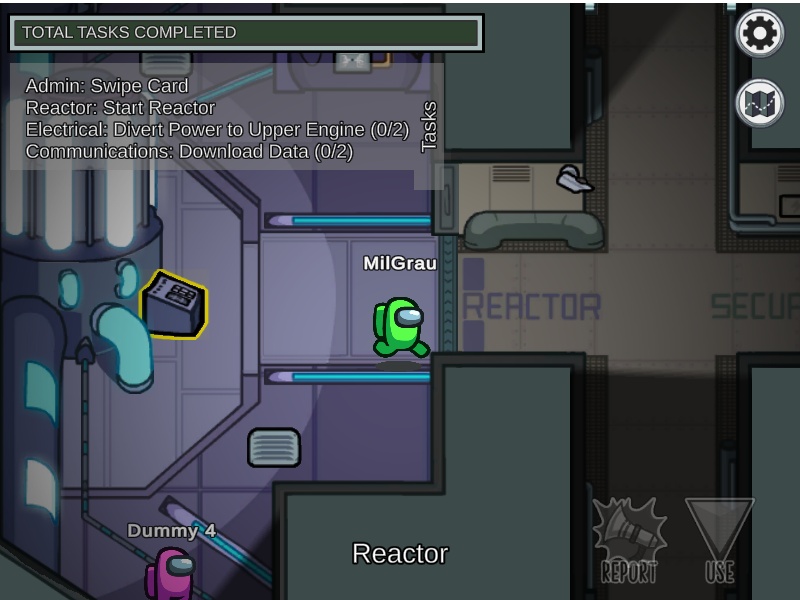 TOTAL TASKS COMPLETED
Admin: Swipe Card
Reactor: Start Reactor
Electrical: Divert Power to Upper Engine (0/2)
Communications: Download Data (0/2)
Tasks
MilGrau
REACTOR
SECUR
Dummy 4
Reactor
REPORT
USE